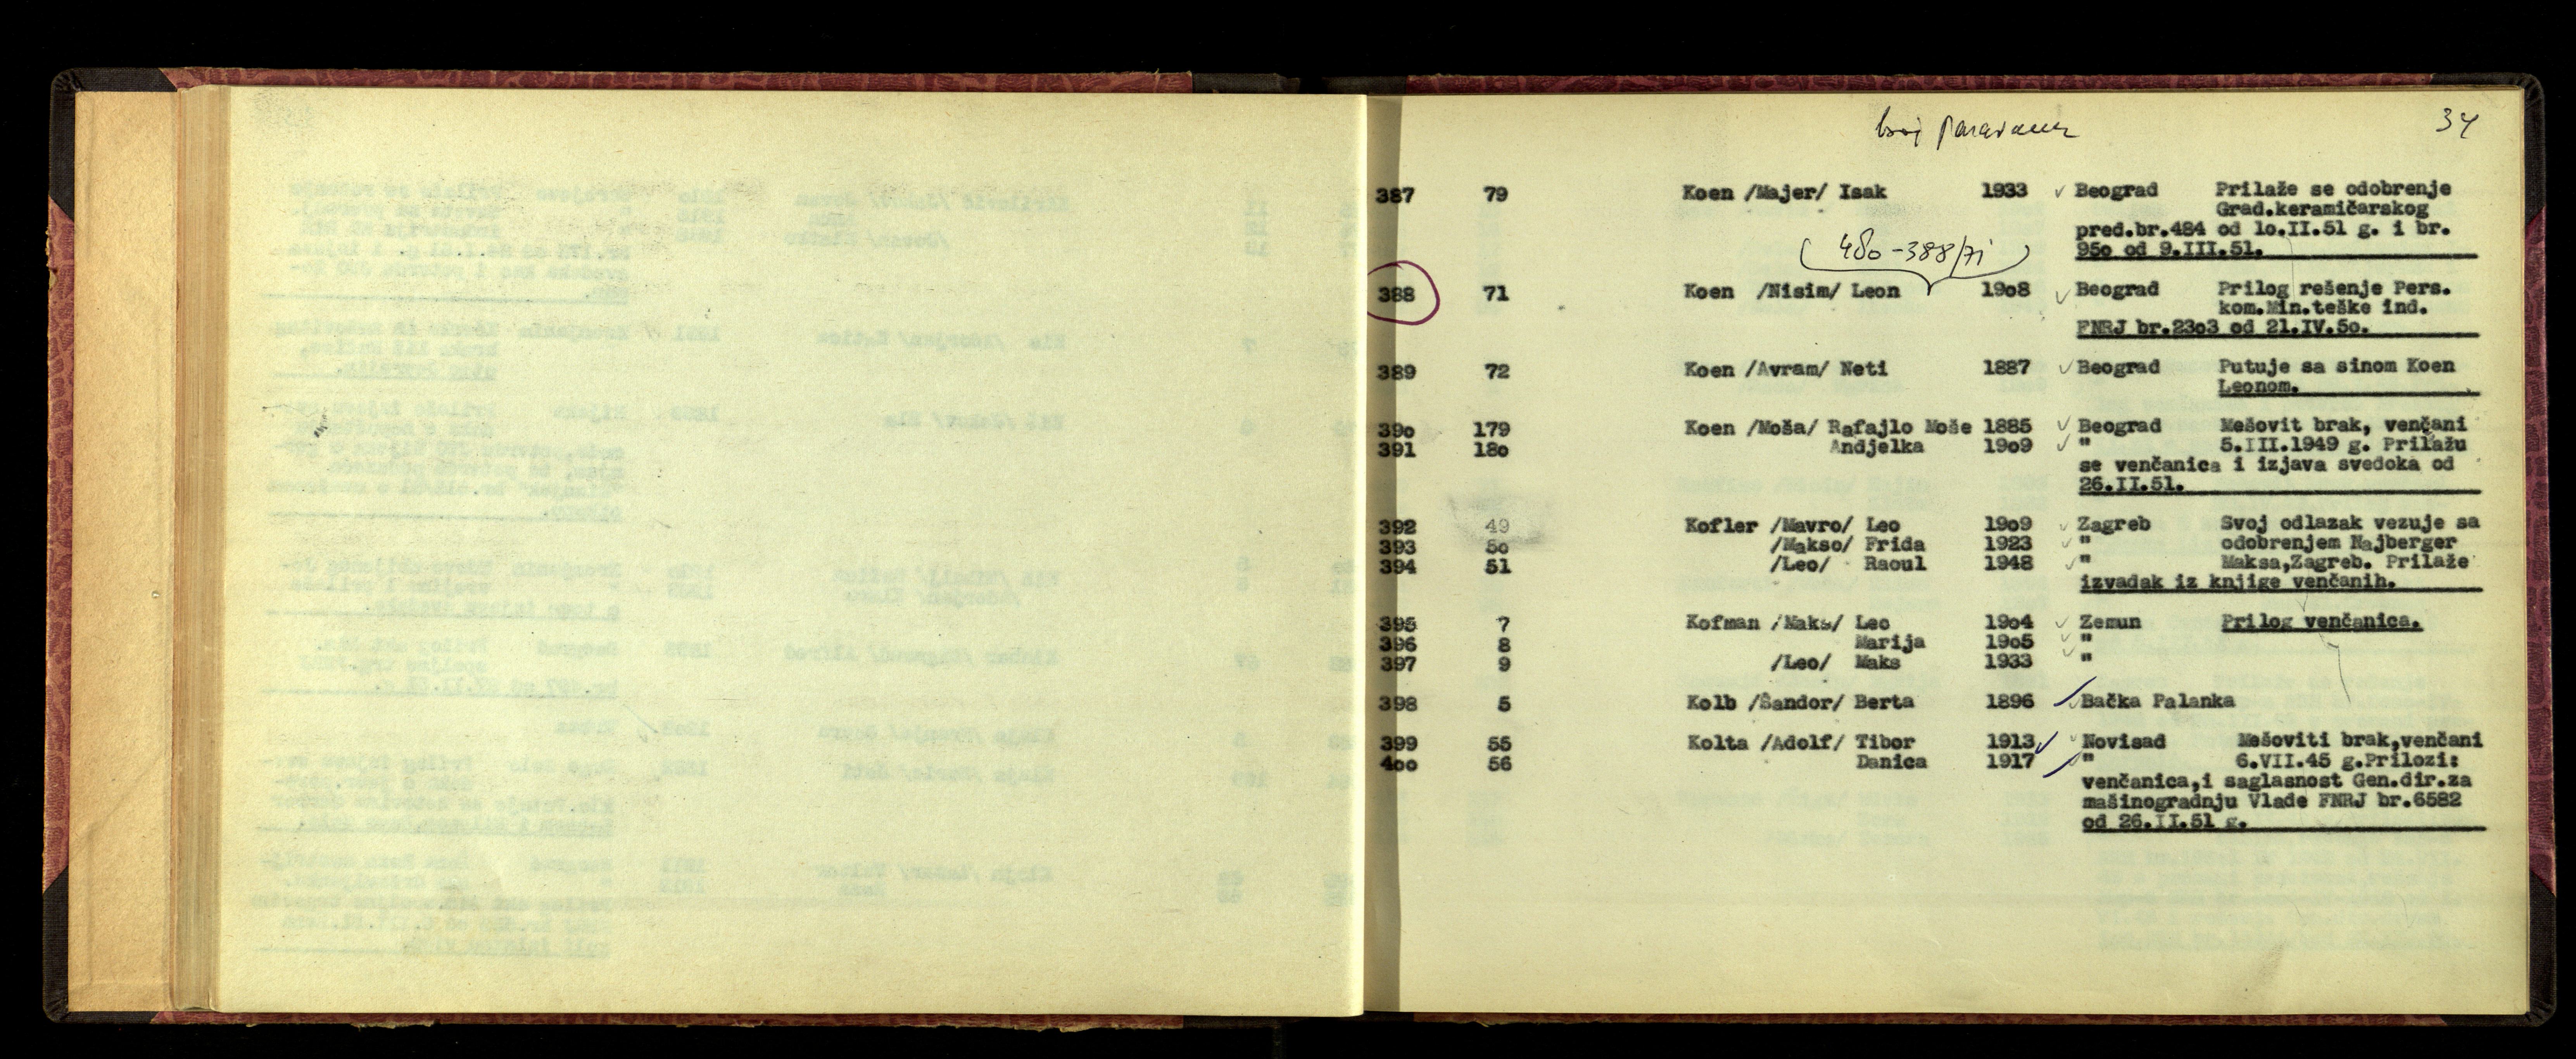 34
387 79 Koen /Majer/ Isak 1933 ✓ Beograd Prilaže se odobrenje
Grad.keramičarskog
pred.br.484 od lo.II.51 g. i br.
95o od 9.III.51.
(480-388/71)
388 71 Koen /Nisim/ Leon 19o8 ✓ Beograd Prilog rešenje Pers.
kom.Min.teške ind.
FNRJ br.23o3 od 21.IV.5o.
389 72 Koen /Avram/ Neti 1887 ✓ Beograd Putuje sa sinom Koen
Leonom.
39o 179 Koen /Moša/ Rafajlo Moše 1885 ✓ Beograd Mešovit brak, venčani
391 18o Andjelka 19o9 ✓ " 5.III.1949 g. Prilažu
se venčanica i izjava svedoka od
26.II.51.
392 49 Kofler /Mavro/ Leo 19o9 ✓ Zagreb Svoj odlazak vezuje sa
393 5o /Makso/ Frida 1923 ✓ " odobrenjem Najberger
394 51 /Leo/ Raoul 1948 ✓ " Maksa,Zagreb. Prilaže
izvadak iz knjige venčanih.
395 7 Kofman /Maks/ Leo 19o4 ✓ Zemun Prilog venčanica.
396 8 Marija 19o5 ✓ "
397 9 /Leo/ Maks 1933 ✓ "
398 5 Kolb /Šandor/ Berta 1896 ✓ Bačka Palanka
399 55 Kolta /Adolf/ Tibor 1913 ✓ Novisad Mešoviti brak,venčani
4oo 56 Danica 1917 ✓ " 6.VII.45 g.Prilozi:
venčanica,i saglasnost Gen.dir.za
mašinogradnju Vlade FNRJ br.6582
od 26.II.51 g.